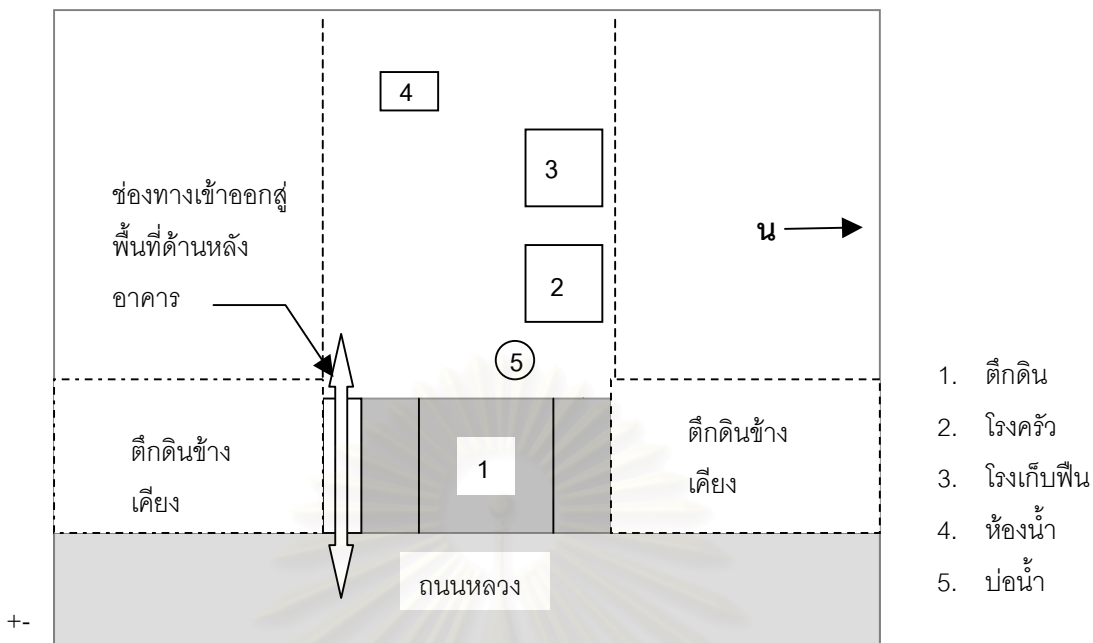 4
3
ช่องทางเข้าออกสู่
พื้นที่ด้านหลัง
อาคาร
น
2
5
ตึกดินข้าง
เคียง
1
ตึกดินข้าง
เคียง
ถนนหลวง
1. ตึกดิน
2. โรงครัว
3. โรงเก็บฟืน
4. ห้องน้ำ
5. บ่อน้ำ
+-